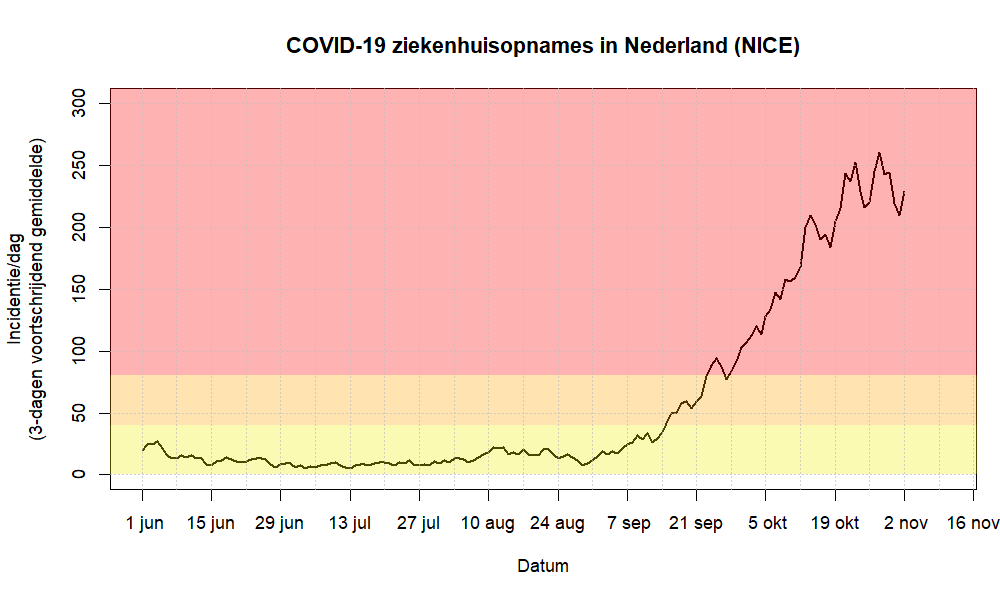 COVID-19 ziekenhuisopnames in Nederland (NICE)
Incidentie/dag
(3-dagen voortschrijdend gemiddelde)
300
250
200
150
100
50
0
1 jun 15 jun 29 jun 13 jul 27 jul 10 aug 24 aug 7 sep 21 sep 5 okt 19 okt 2 nov 16 nov
Datum